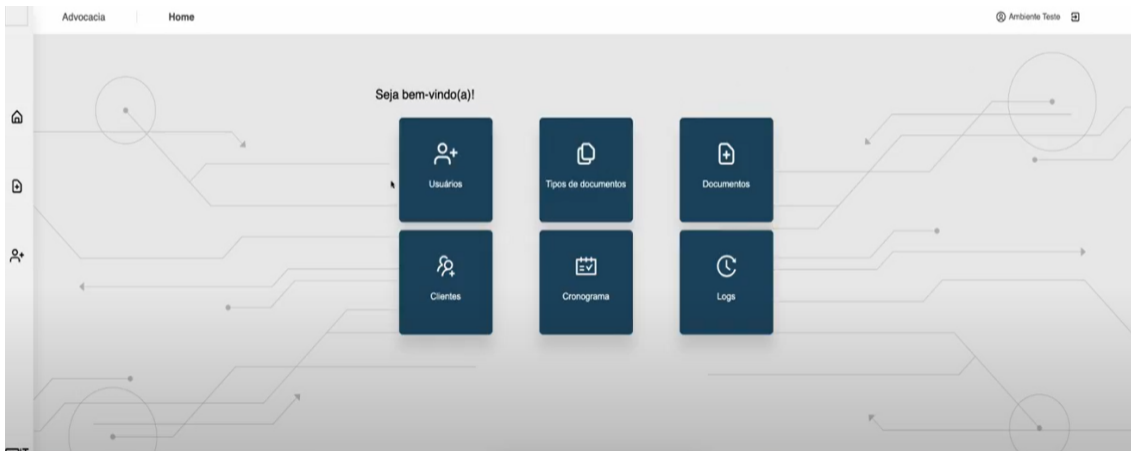 Advocacia
Home
Ambiente Teste
Seja bem-vindo(a)!
Usuários
Tipos de documentos
Documentos
Clientes
Cronograma
Logs